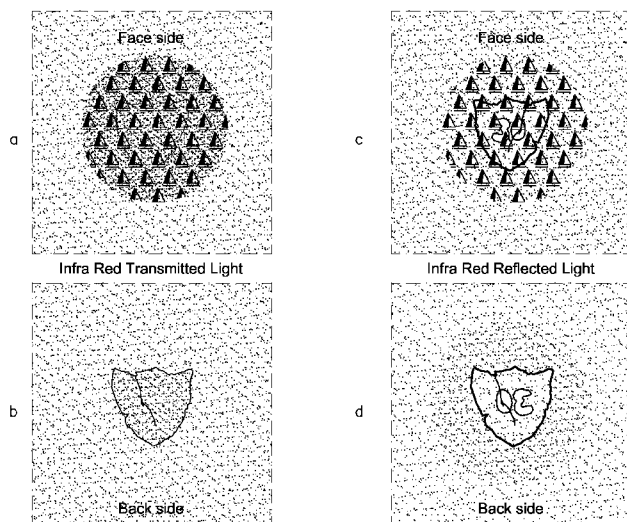 Face side
Face side
a
c
Infra Red Transmitted Light
Infra Red Reflected Light
b
d
Back side
Back side